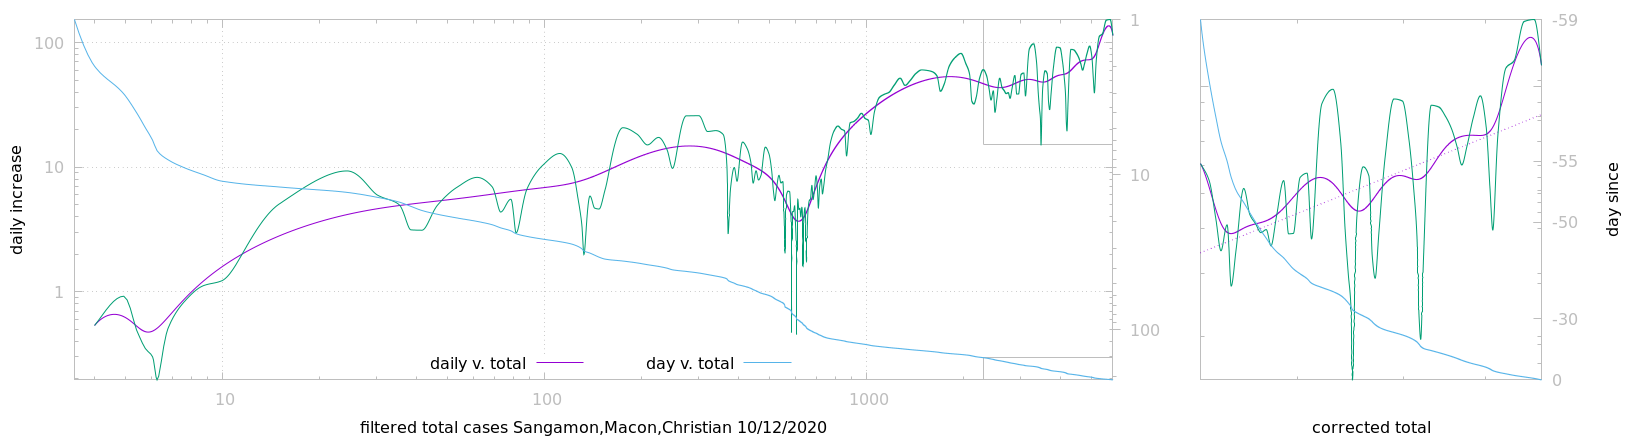 1
-59
100
daily increase
10
10
-55
-50
day since
1
-30
100
daily v. total
day v. total
0
10
100
1000
filtered total cases Sangamon,Macon,Christian 10/12/2020
corrected total